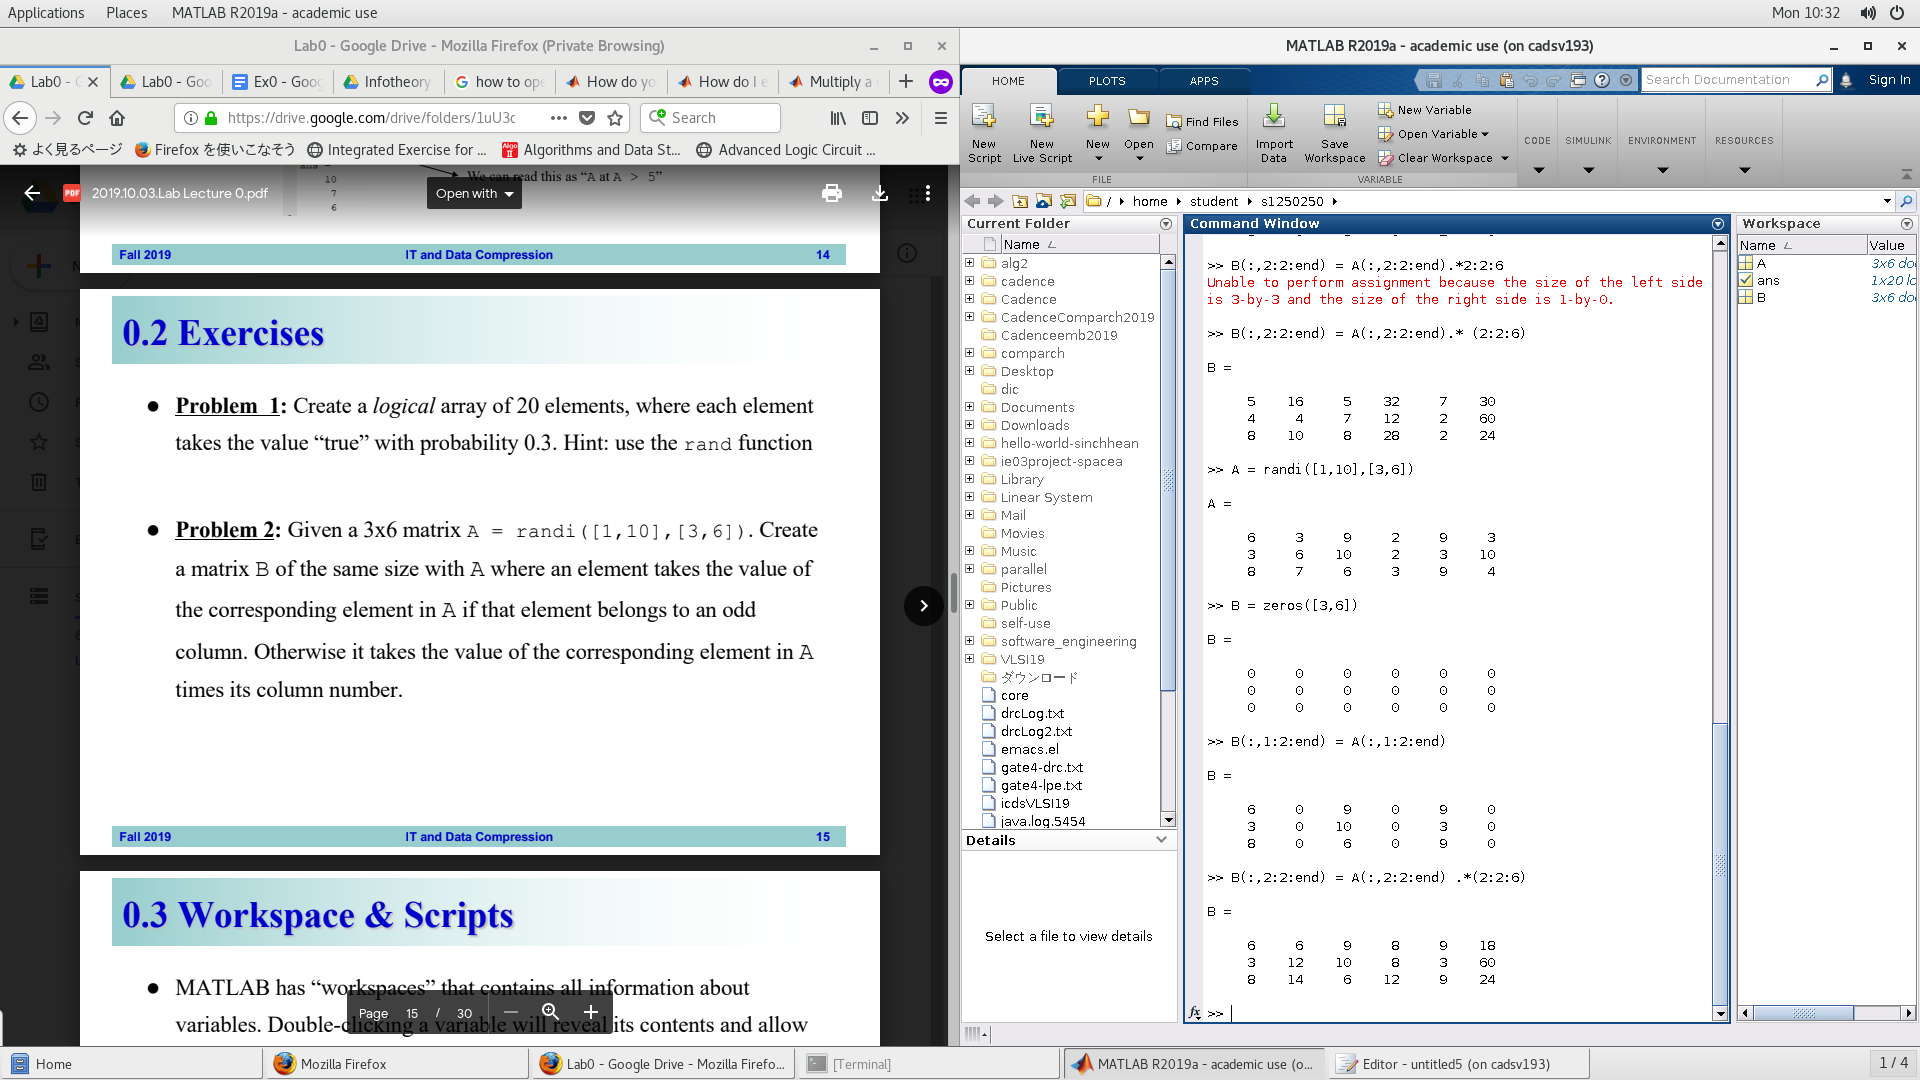 Applications Places MATLAB R2019a - academic use Mon 10:32
Lab0 - Google Drive - Mozilla Firefox (Private Browsing)
Lab0 - G Lab0 - Goo Ex0 - Goog Infotheory how to ope How do yo How do I e Multiply a
https://drive.google.com/drive/folders/1uU3c Search
よく見るページ Firefox を使いこなそう Integrated Exercise for ... Algorithms and Data St... Advanced Logic Circuit ...
We can read this as “A at A > 5”
10
7
6
PDF 2019.10.03.Lab Lecture 0.pdf Open with
Fall 2019 IT and Data Compression 14
0.2 Exercises
● Problem 1: Create a logical array of 20 elements, where each element
takes the value “true” with probability 0.3. Hint: use the rand function
● Problem 2: Given a 3x6 matrix A = randi([1,10],[3,6]). Create
a matrix B of the same size with A where an element takes the value of
the corresponding element in A if that element belongs to an odd
column. Otherwise it takes the value of the corresponding element in A
times its column number.
Fall 2019 IT and Data Compression 15
0.3 Workspace & Scripts
● MATLAB has “workspaces” that contains all information about
variables. Double-clicking a variable will reveal its contents and allow
Page 15 / 30
MATLAB R2019a - academic use (on cadsv193)
HOME PLOTS APPS Search Documentation Sign In
New Script
New Live Script
New
Open
Find Files
Compare
Import Data
Save Workspace
New Variable
Open Variable
Clear Workspace
CODE SIMULINK ENVIRONMENT RESOURCES
FILE VARIABLE
/ home student s1250250
Current Folder
Name
alg2
cadence
Cadence
CadenceComparch2019
Cadenceemb2019
comparch
Desktop
dic
Documents
Downloads
hello-world-sinchhean
ie03project-spacea
Library
Linear System
Mail
Movies
Music
parallel
Pictures
Public
self-use
software_engineering
VLSI19
ダウンロード
core
drcLog.txt
drcLog2.txt
emacs.el
gate4-drc.txt
gate4-lpe.txt
icdsVLSI19
java.log.5454
Details
Select a file to view details
Command Window
>> B(:,2:2:end) = A(:,2:2:end).*2:2:6
Unable to perform assignment because the size of the left side
is 3-by-3 and the size of the right side is 1-by-0.
>> B(:,2:2:end) = A(:,2:2:end).* (2:2:6)
B =
5 16 5 32 7 30
4 4 7 12 2 60
8 10 8 28 2 24
>> A = randi([1,10],[3,6])
A =
6 3 9 2 9 3
3 6 10 2 3 10
8 7 6 3 9 4
>> B = zeros([3,6])
B =
0 0 0 0 0 0
0 0 0 0 0 0
0 0 0 0 0 0
>> B(:,1:2:end) = A(:,1:2:end)
B =
6 0 9 0 9 0
3 0 10 0 3 0
8 0 6 0 9 0
>> B(:,2:2:end) = A(:,2:2:end) .*(2:2:6)
B =
6 6 9 8 9 18
3 12 10 8 3 60
8 14 6 12 9 24
fx >>
Workspace
Name Value
A 3x6 do
ans 1x20 lo
B 3x6 do
Home Mozilla Firefox Lab0 - Google Drive - Mozilla Firefo... [Terminal] MATLAB R2019a - academic use (o... Editor - untitled5 (on cadsv193) 1 / 4